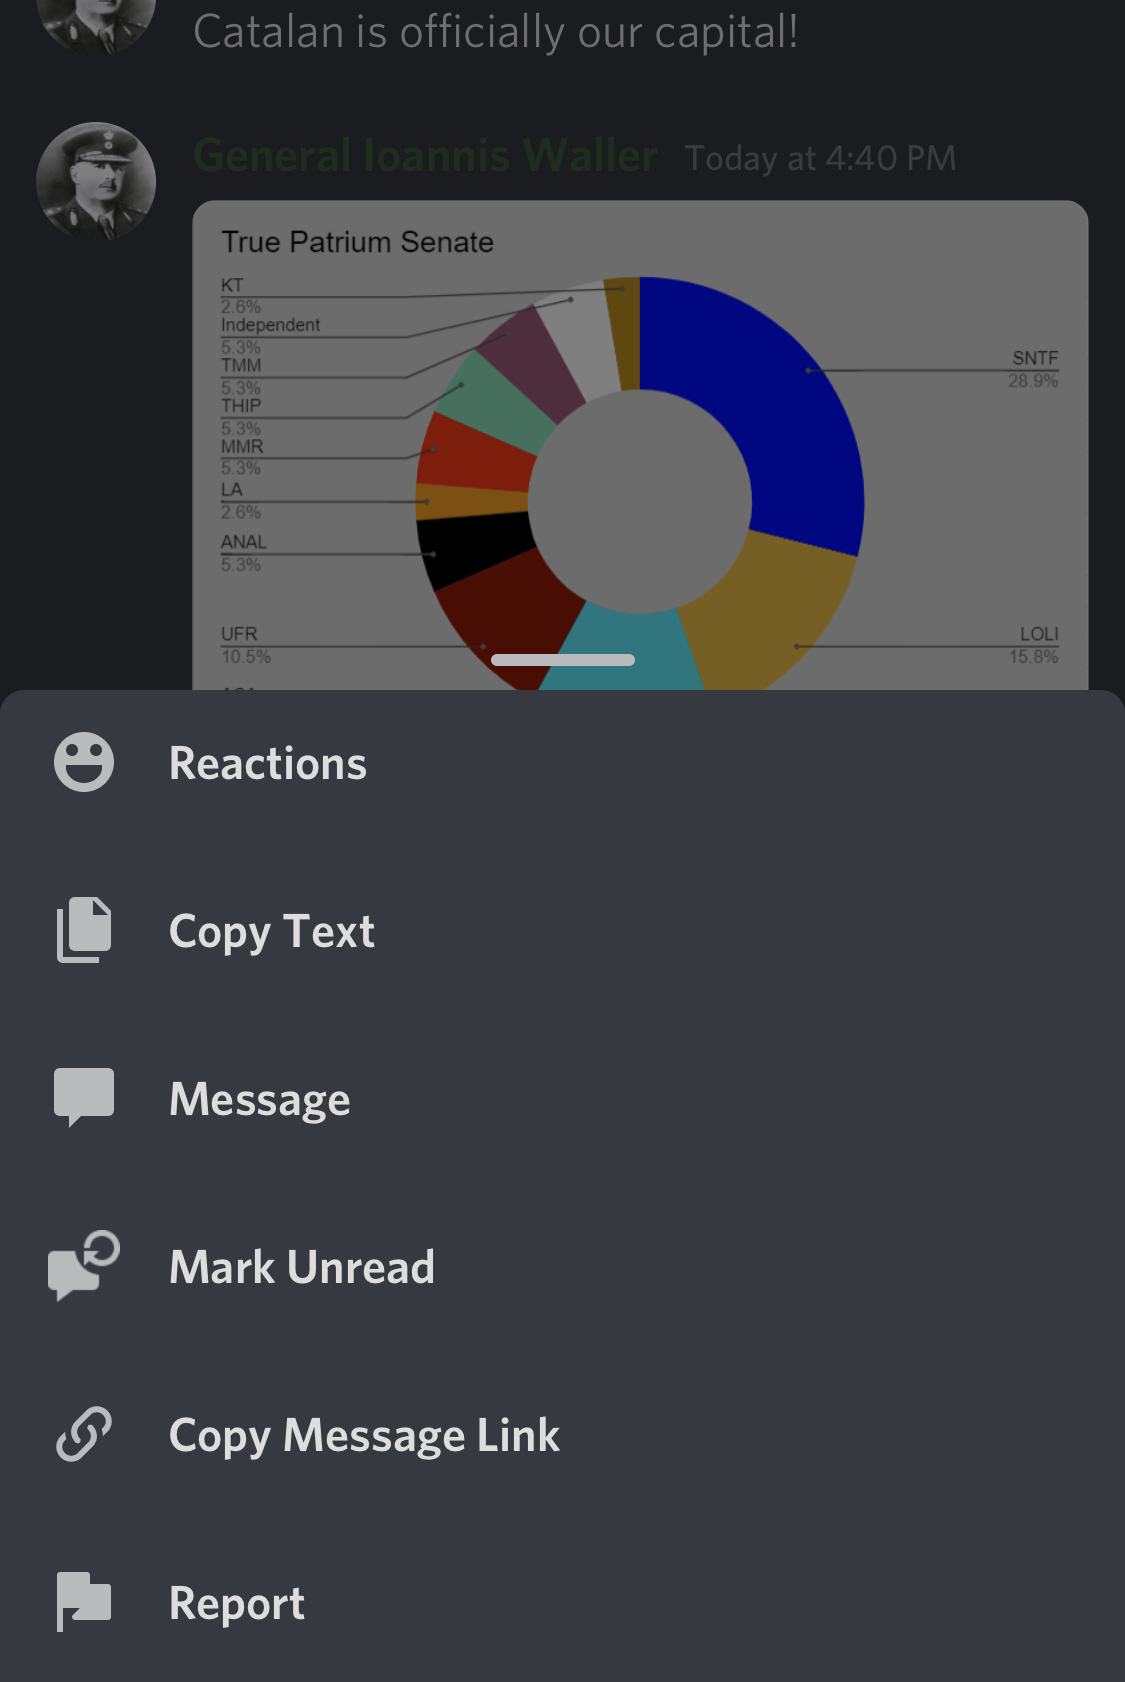 Catalan is officially our capital!
General Ioannis Waller Today at 4:40 PM
True Patrium Senate
KT
2.6%
Independent
5.3%
TMM
5.3%
THIP
5.3%
MMR
5.3%
LA
2.6%
ANAL
5.3%
UFR
10.5%
SNTF
28.9%
LOLI
15.8%
Reactions
Copy Text
Message
Mark Unread
Copy Message Link
Report